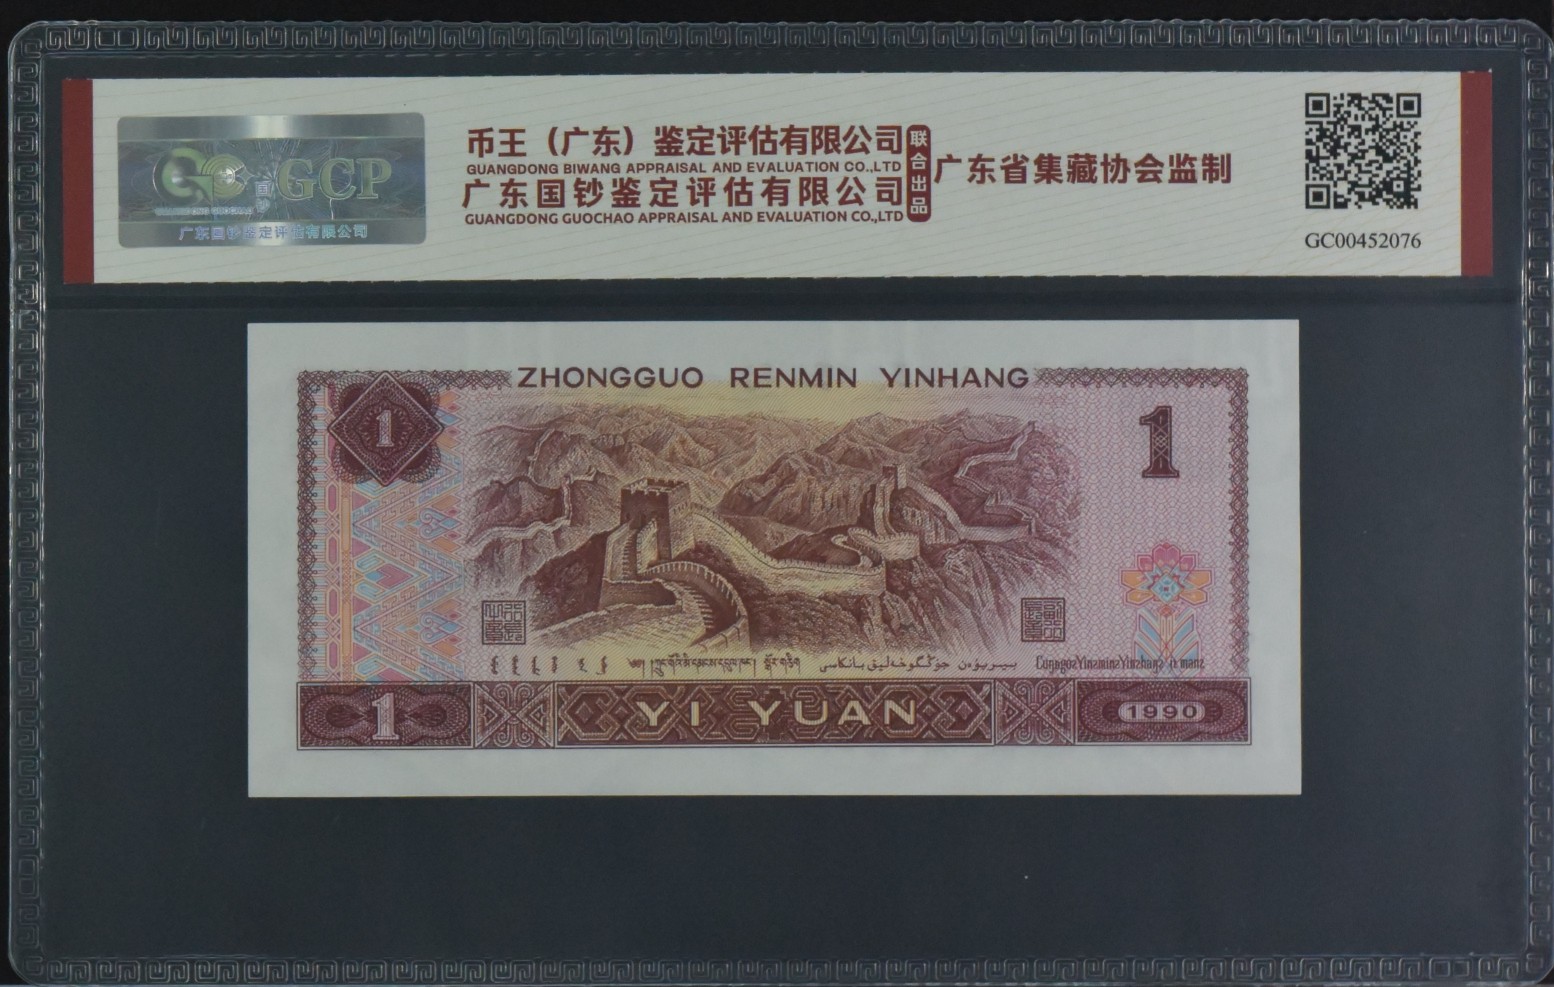 GCP
广东国钞鉴定评估有限公司
币王（广东）鉴定评估有限公司
GUANGDONG BIWANG APPRAISAL AND EVALUATION CO.,LTD
广东国钞鉴定评估有限公司
GUANGDONG GUOCHAO APPRAISAL AND EVALUATION CO.,LTD
联合出品
广东省集藏协会监制
GC00452076
ZHONGGUO RENMIN YINHANG
1
1
1
YI YUAN
1990